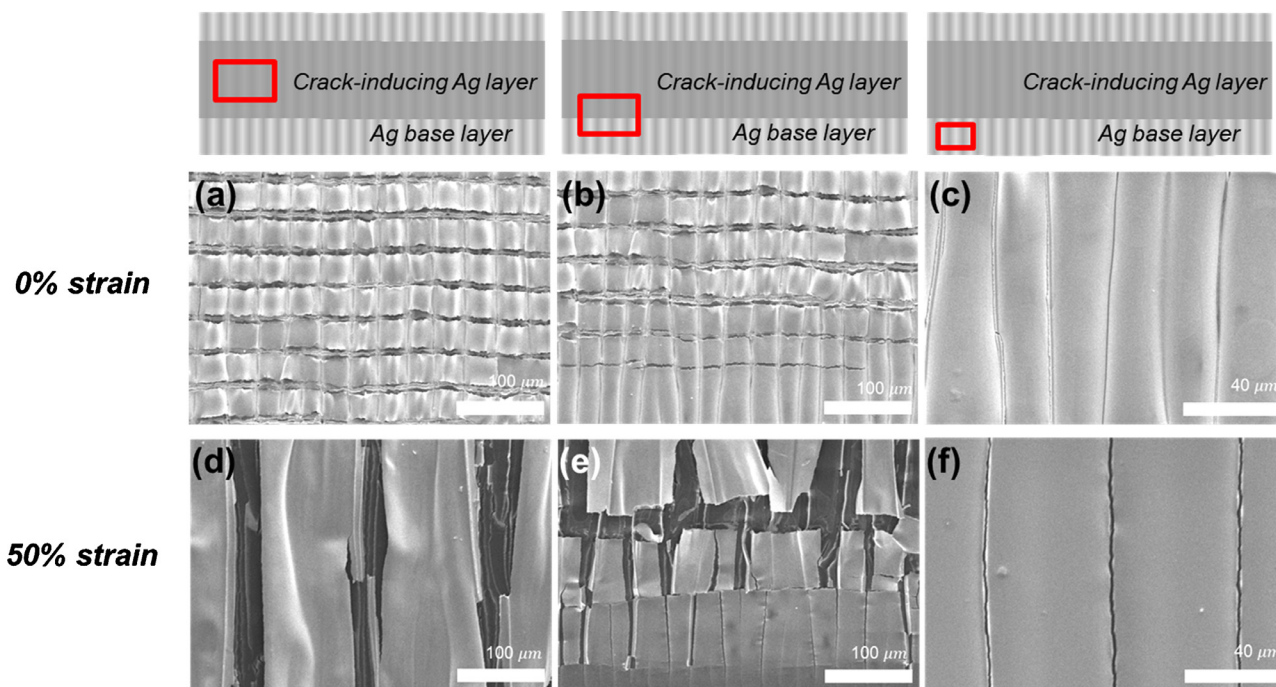 Crack-inducing Ag layer
Ag base layer
Crack-inducing Ag layer
Ag base layer
Crack-inducing Ag layer
Ag base layer
0% strain
(a)
100 μm
(b)
100 μm
(c)
40 μm
50% strain
(d)
100 μm
(e)
100 μm
(f)
40 μm